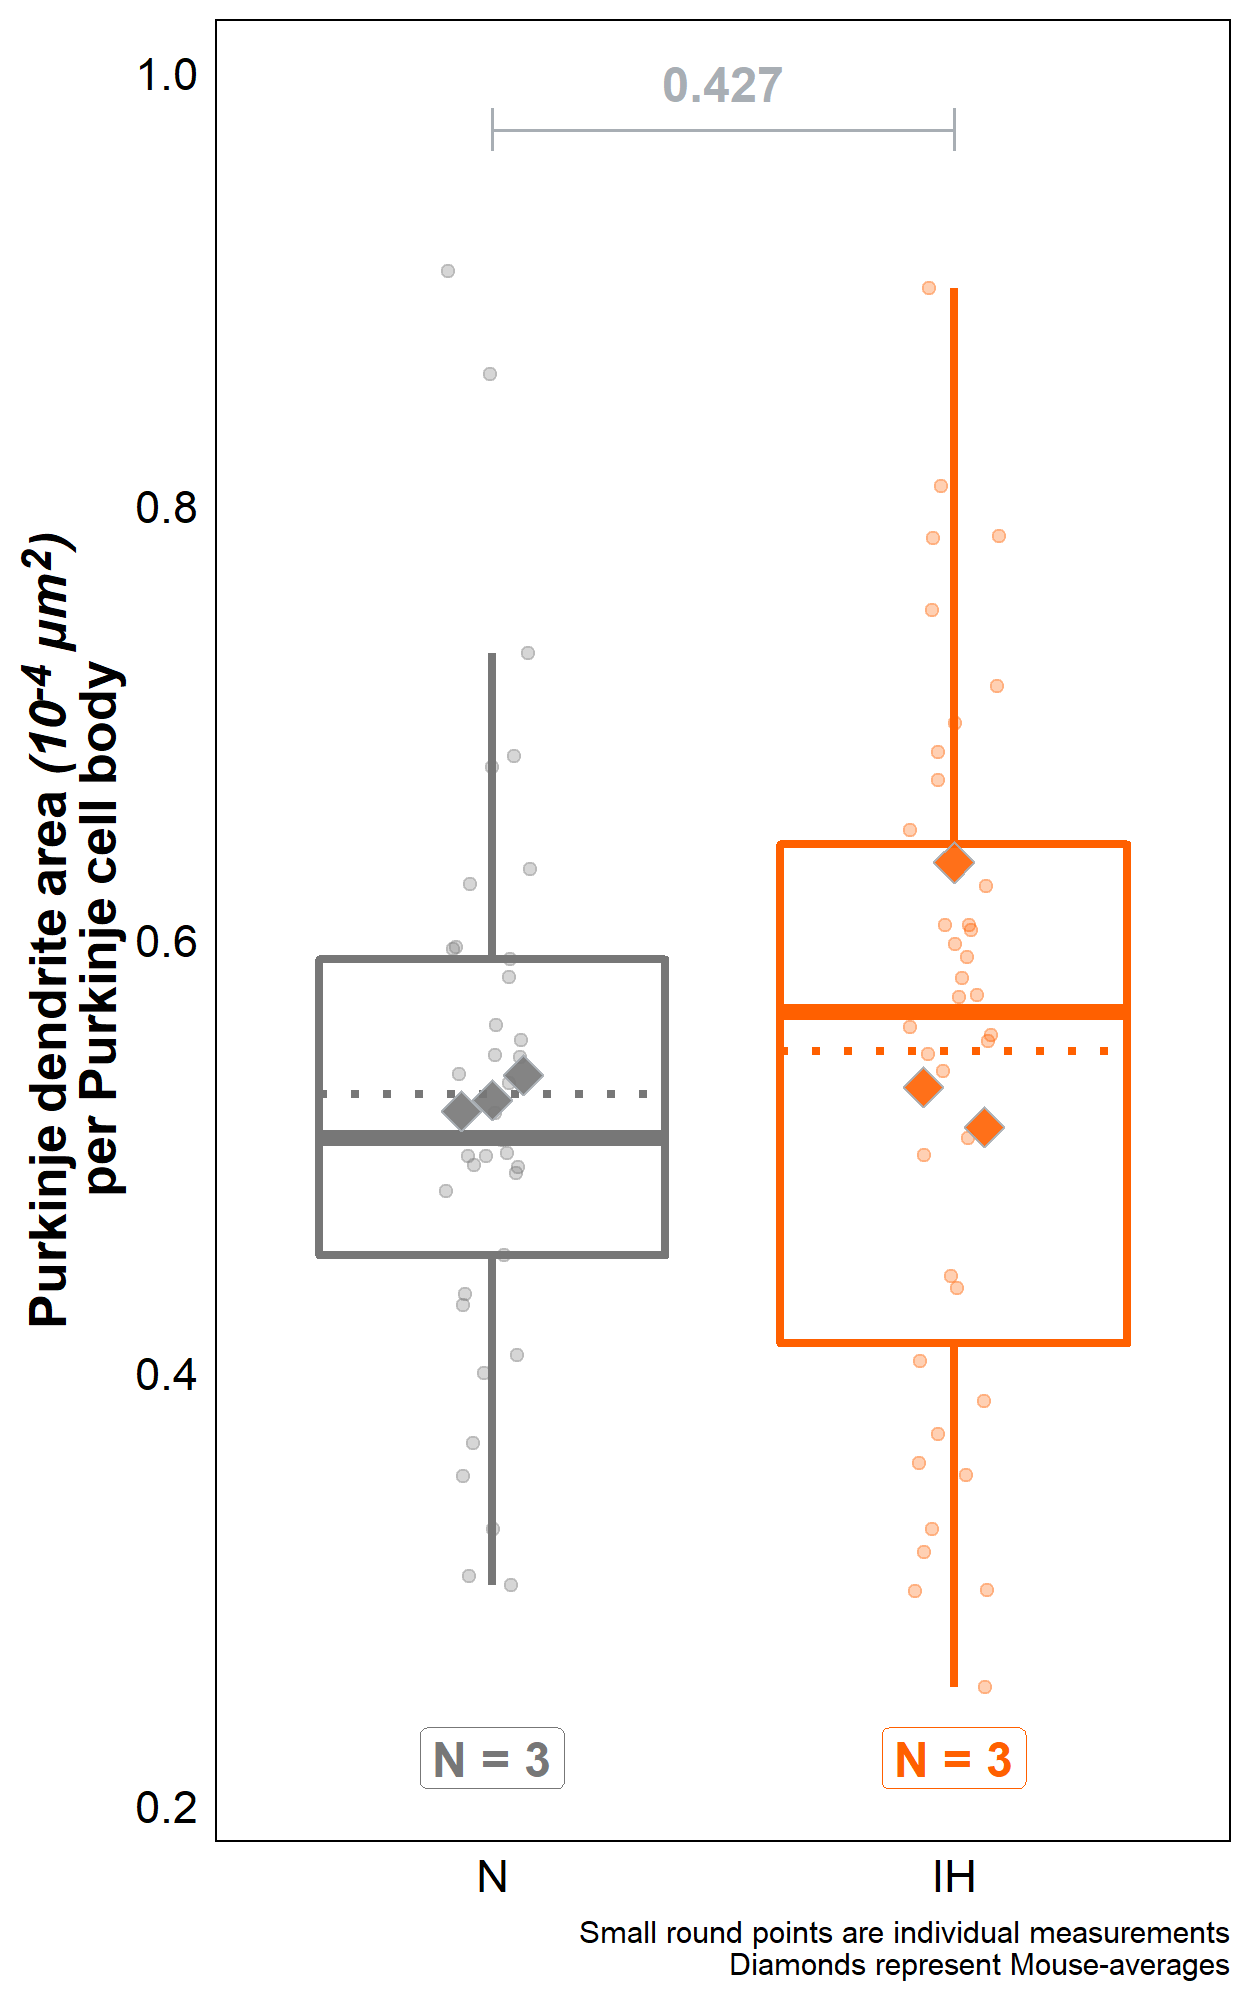 0.427
1.0
0.8
0.6
0.4
0.2
Purkinje dendrite area (10⁻⁴ µm²)
per Purkinje cell body
N = 3
N = 3
N
IH
Small round points are individual measurements
Diamonds represent Mouse-averages